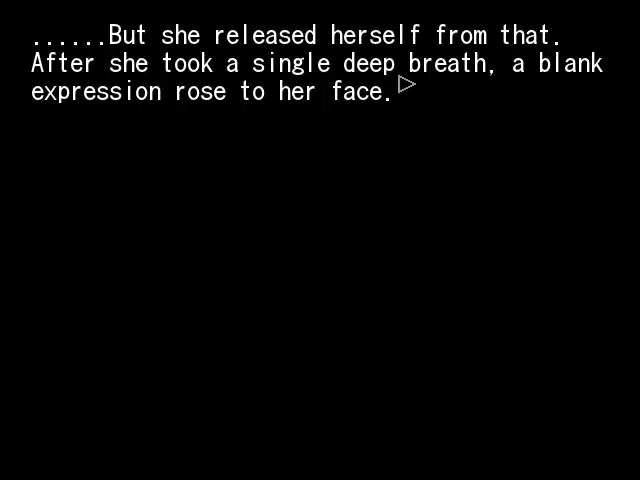 ......But she released herself from that.
After she took a single deep breath, a blank
expression rose to her face.